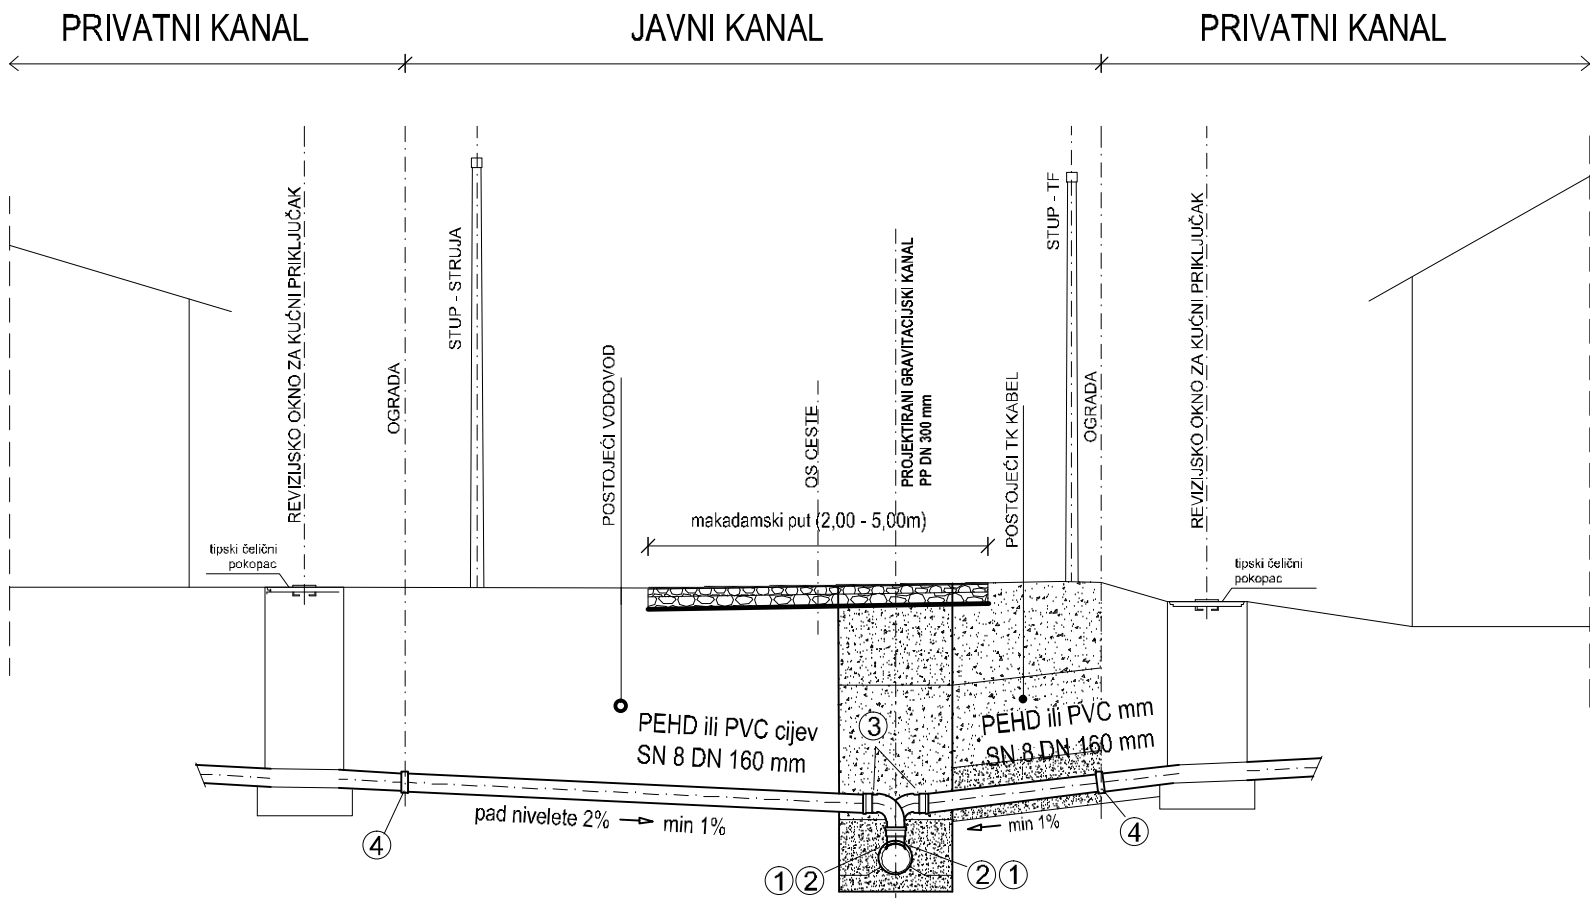 PRIVATNI KANAL
JAVNI KANAL
PRIVATNI KANAL
REVIZIJSKO OKNO ZA KUĆNI PRIKLJUČAK
OGRADA
STUP - STRUJA
POSTOJEĆI VODOVOD
OS CESTE
PROJEKTIRANI GRAVITACIJSKI KANAL
PP DN 300 mm
POSTOJEĆI TK KABEL
STUP - TF
OGRADA
REVIZIJSKO OKNO ZA KUĆNI PRIKLJUČAK
makadamski put (2,00 - 5,00m)
tipski čelični
pokopac
tipski čelični
pokopac
PEHD ili PVC cijev
SN 8 DN 160 mm
3
PEHD ili PVC mm
SN 8 DN 160 mm
pad nivelete 2% → min 1%
← min 1%
4
4
1 2
2 1